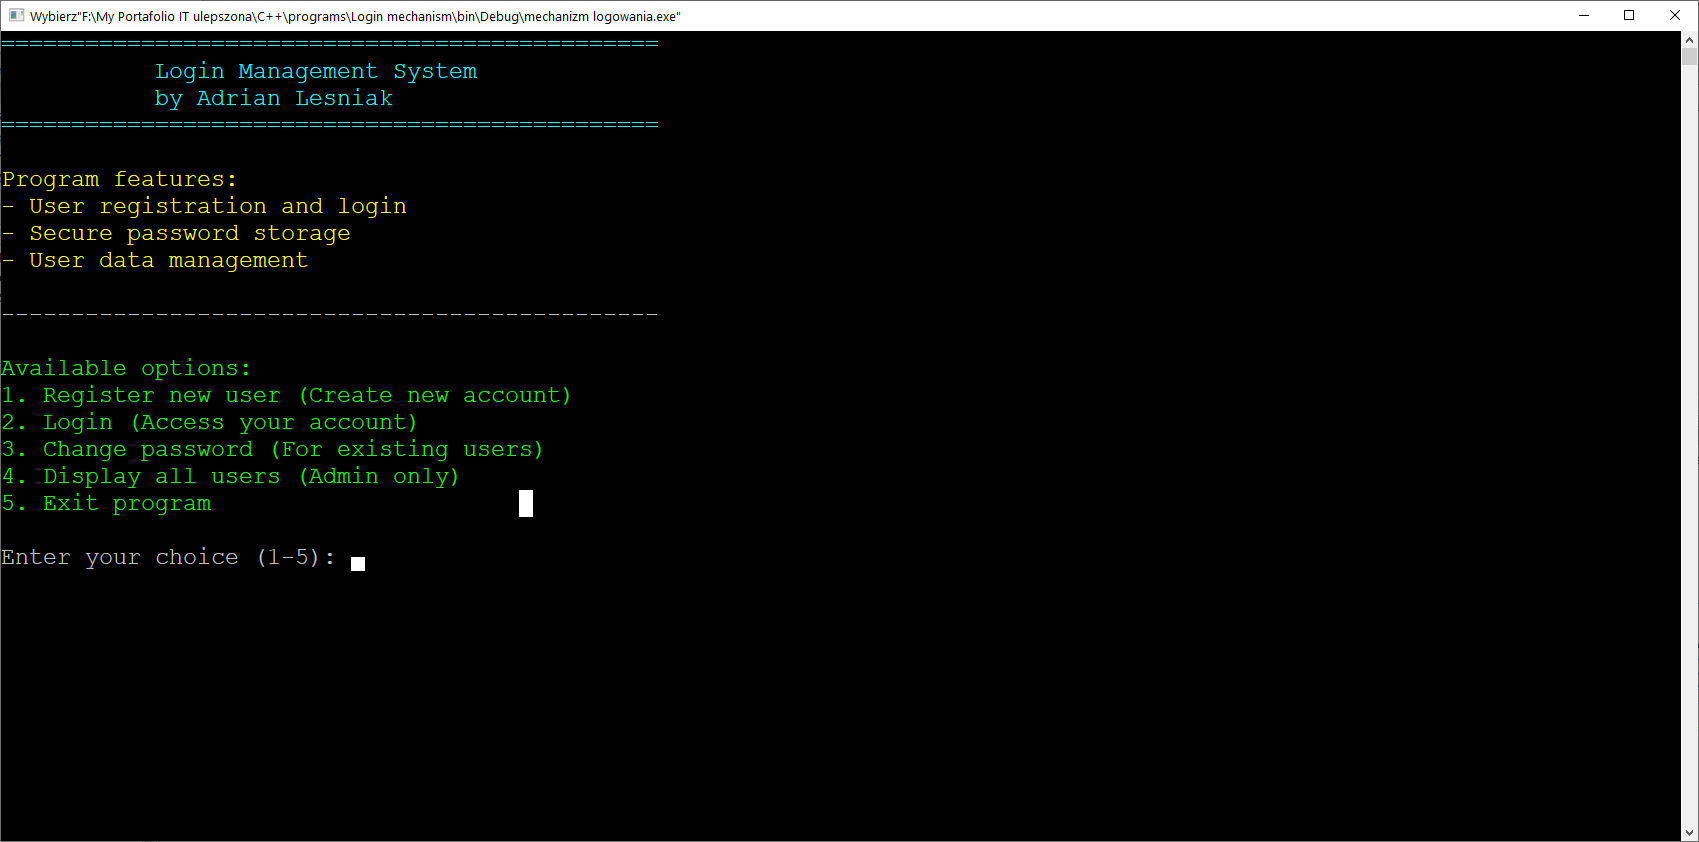 Wybierz"F:\My Portafolio IT ulepszona\C++\programs\Login mechanism\bin\Debug\mechanizm logowania.exe"
===============================================
Login Management System
by Adrian Lesniak
===============================================
Program features:
- User registration and login
- Secure password storage
- User data management
-----------------------------------------------
Available options:
1. Register new user (Create new account)
2. Login (Access your account)
3. Change password (For existing users)
4. Display all users (Admin only)
5. Exit program
Enter your choice (1-5):